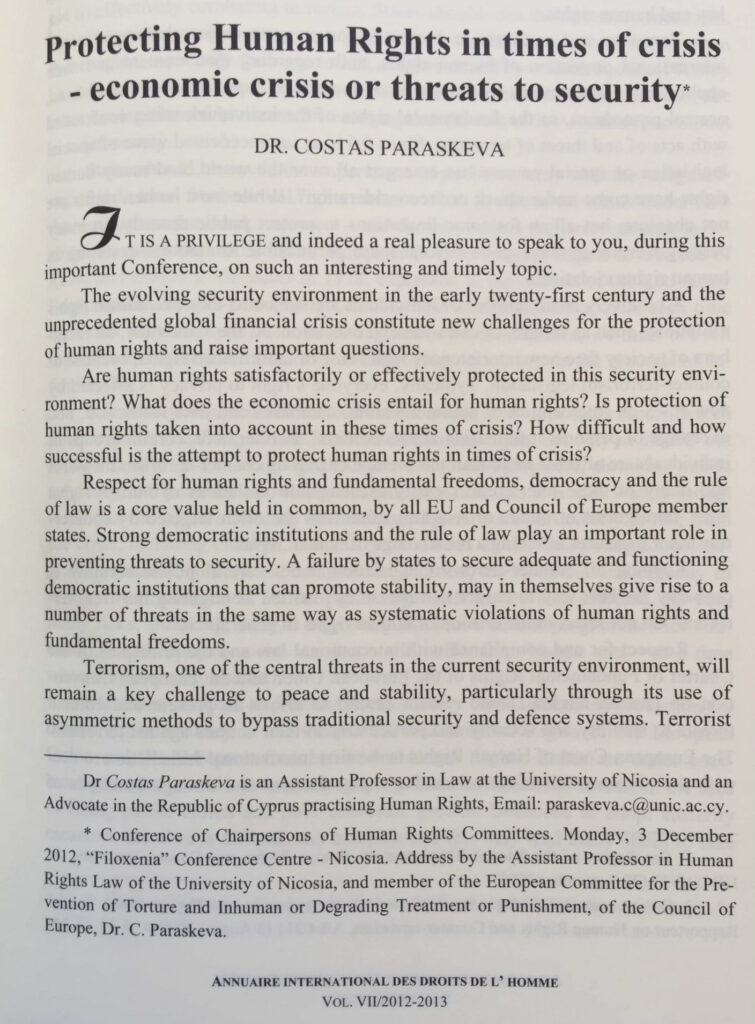 Protecting Human Rights in times of crisis
- economic crisis or threats to security*
DR. COSTAS PARASKEVA
IT IS A PRIVILEGE and indeed a real pleasure to speak to you, during this
important Conference, on such an interesting and timely topic.
The evolving security environment in the early twenty-first century and the
unprecedented global financial crisis constitute new challenges for the protection
of human rights and raise important questions.
Are human rights satisfactorily or effectively protected in this security envi-
ronment? What does the economic crisis entail for human rights? Is protection of
human rights taken into account in these times of crisis? How difficult and how
successful is the attempt to protect human rights in times of crisis?
Respect for human rights and fundamental freedoms, democracy and the rule
of law is a core value held in common, by all EU and Council of Europe member
states. Strong democratic institutions and the rule of law play an important role in
preventing threats to security. A failure by states to secure adequate and functioning
democratic institutions that can promote stability, may in themselves give rise to a
number of threats in the same way as systematic violations of human rights and
fundamental freedoms.
Terrorism, one of the central threats in the current security environment, will
remain a key challenge to peace and stability, particularly through its use of
asymmetric methods to bypass traditional security and defence systems. Terrorist
Dr Costas Paraskeva is an Assistant Professor in Law at the University of Nicosia and an
Advocate in the Republic of Cyprus practising Human Rights, Email: paraskeva.c@unic.ac.cy.
* Conference of Chairpersons of Human Rights Committees. Monday, 3 December
2012, “Filoxenia” Conference Centre - Nicosia. Address by the Assistant Professor in Human
Rights Law of the University of Nicosia, and member of the European Committee for the Pre-
vention of Torture and Inhuman or Degrading Treatment or Punishment, of the Council of
Europe, Dr. C. Paraskeva.
ANNUAIRE INTERNATIONAL DES DROITS DE L’ HOMME
VOL. VII/2012-2013